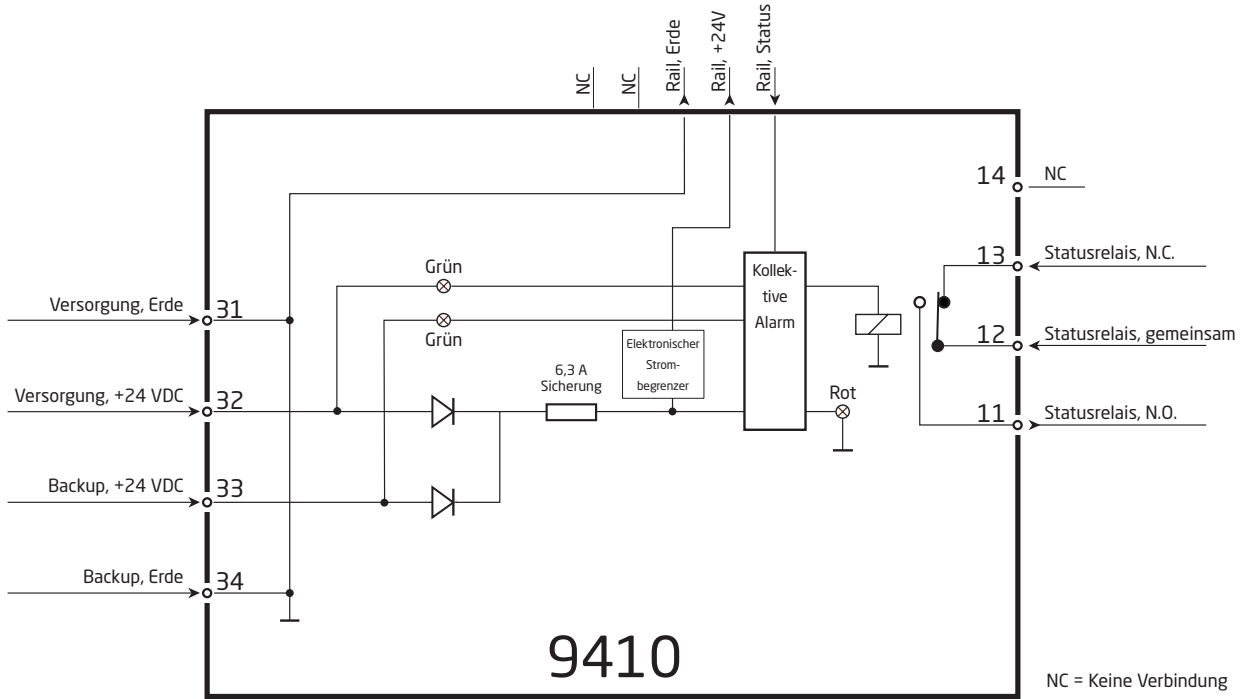 NC
NC
Rail, Erde
Rail, +24V
Rail, Status
14
NC
13
Statusrelais, N.C.
Kollek-
tive
Alarm
Grün
Grün
Versorgung, Erde
31
12
Statusrelais, gemeinsam
Elektronischer
Strom-
begrenzer
6,3 A
Sicherung
Rot
Versorgung, +24 VDC
32
11
Statusrelais, N.O.
Backup, +24 VDC
33
Backup, Erde
34
9410
NC = Keine Verbindung